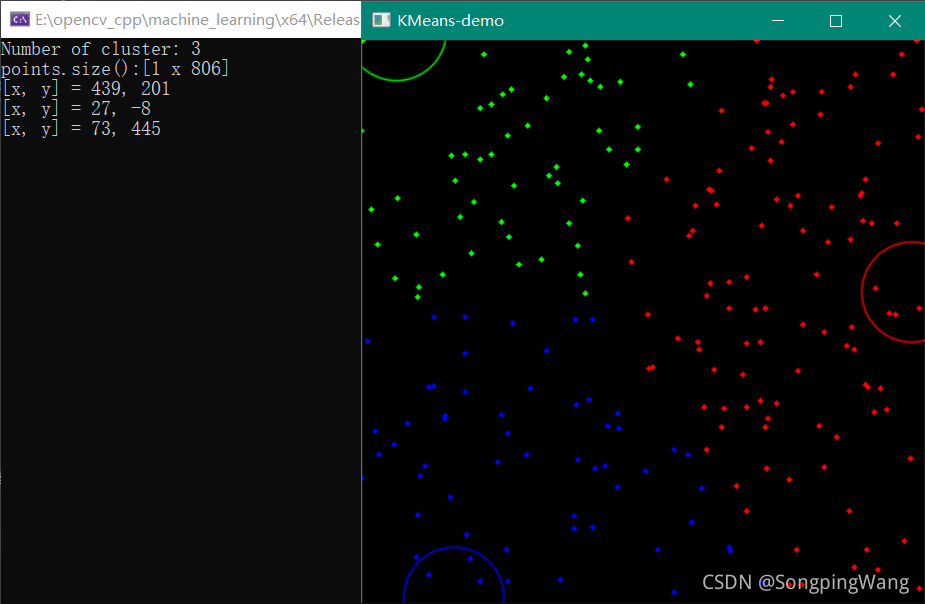 E:\opencv_cpp\machine_learning\x64\Releas
KMeans-demo
Number of cluster: 3
points.size():[1 x 806]
[x, y] = 439, 201
[x, y] = 27, -8
[x, y] = 73, 445
CSDN @SongpingWang